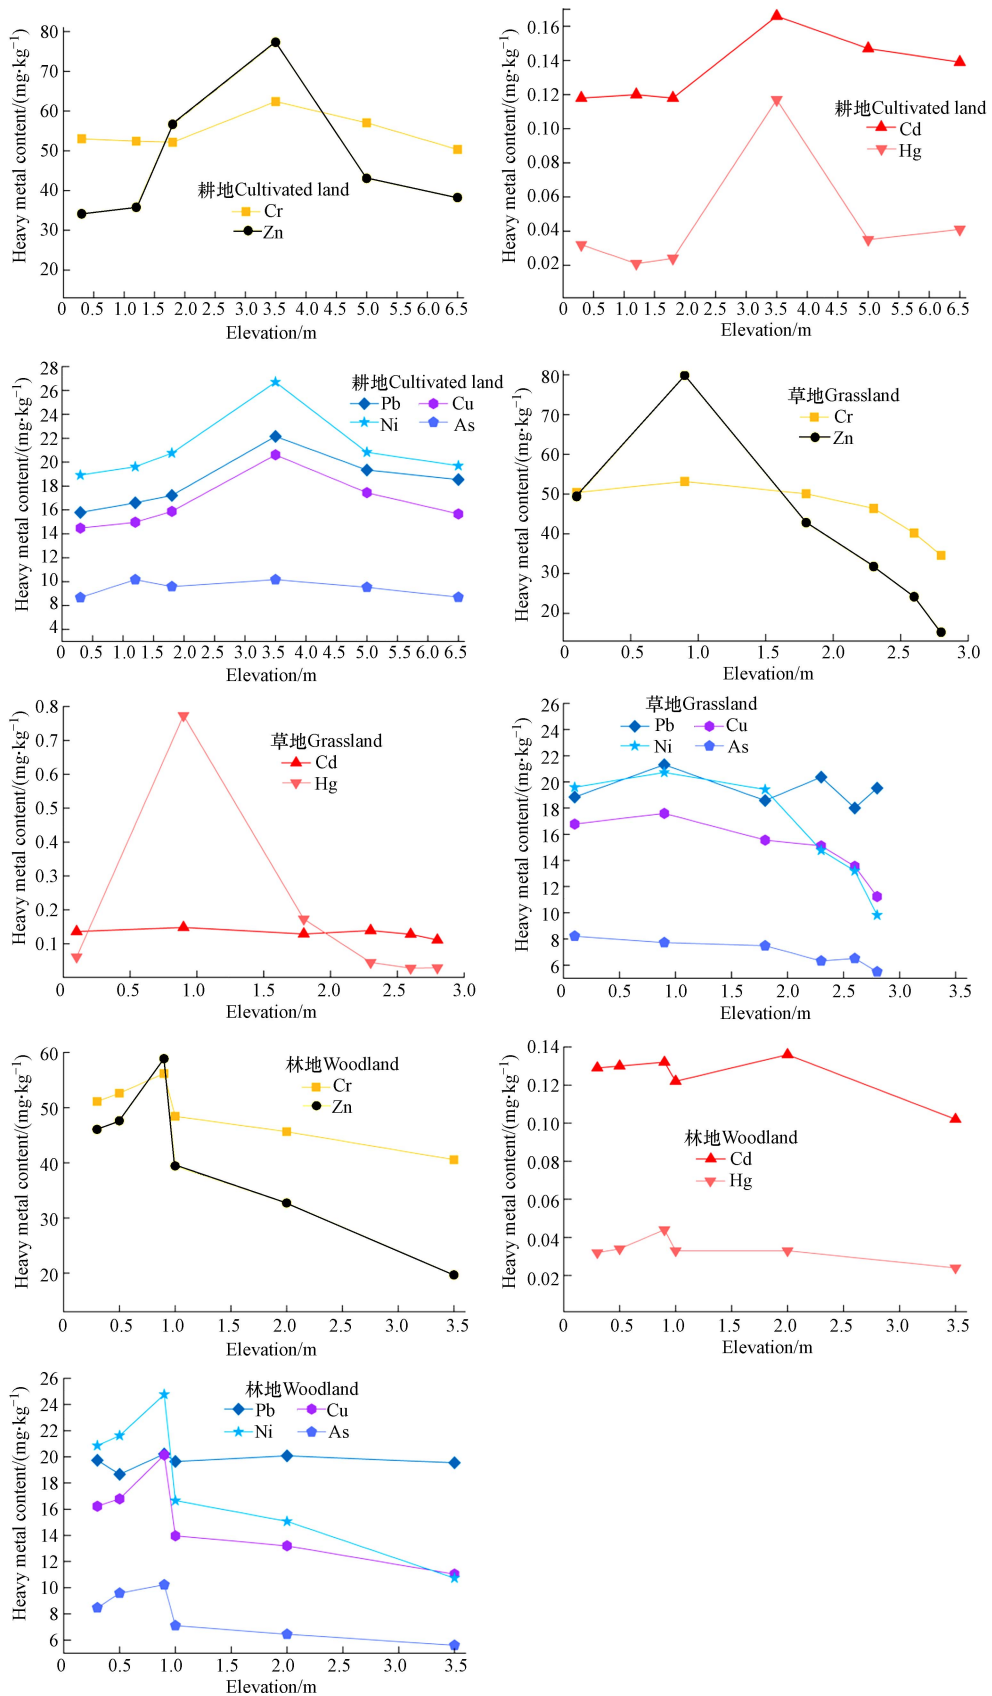 Heavy metal content/(mg·kg⁻¹)
80
70
60
50
40
30
20
耕地Cultivated land
Cr
Zn
0 0.5 1.0 1.5 2.0 2.5 3.0 3.5 4.0 4.5 5.0 5.5 6.0 6.5
Elevation/m
Heavy metal content/(mg·kg⁻¹)
0.16
0.14
0.12
0.10
0.08
0.06
0.04
0.02
耕地Cultivated land
Cd
Hg
0 0.5 1.0 1.5 2.0 2.5 3.0 3.5 4.0 4.5 5.0 5.5 6.0 6.5
Elevation/m
Heavy metal content/(mg·kg⁻¹)
28
26
24
22
20
18
16
14
12
10
8
4
耕地Cultivated land
Pb Cu
Ni As
0 0.5 1.0 1.5 2.0 2.5 3.0 3.5 4.0 4.5 5.0 5.5 6.0 6.5
Elevation/m
Heavy metal content/(mg·kg⁻¹)
80
70
60
50
40
30
20
草地Grassland
Cr
Zn
0 0.5 1.0 1.5 2.0 2.5 3.0
Elevation/m
Heavy metal content/(mg·kg⁻¹)
0.8
0.7
0.6
0.5
0.4
0.3
0.2
0.1
草地Grassland
Cd
Hg
0 0.5 1.0 1.5 2.0 2.5 3.0
Elevation/m
Heavy metal content/(mg·kg⁻¹)
26
24
22
20
18
16
14
12
10
8
6
草地Grassland
Pb Cu
Ni As
0 0.5 1.0 1.5 2.0 2.5 3.0 3.5
Elevation/m
Heavy metal content/(mg·kg⁻¹)
60
50
40
30
20
林地Woodland
Cr
Zn
0 0.5 1.0 1.5 2.0 2.5 3.0 3.5
Elevation/m
Heavy metal content/(mg·kg⁻¹)
0.14
0.12
0.10
0.08
0.06
0.04
0.02
林地Woodland
Cd
Hg
0 0.5 1.0 1.5 2.0 2.5 3.0 3.5
Elevation/m
Heavy metal content/(mg·kg⁻¹)
26
24
22
20
18
16
14
12
10
8
6
林地Woodland
Pb Cu
Ni As
0 0.5 1.0 1.5 2.0 2.5 3.0 3.5
Elevation/m